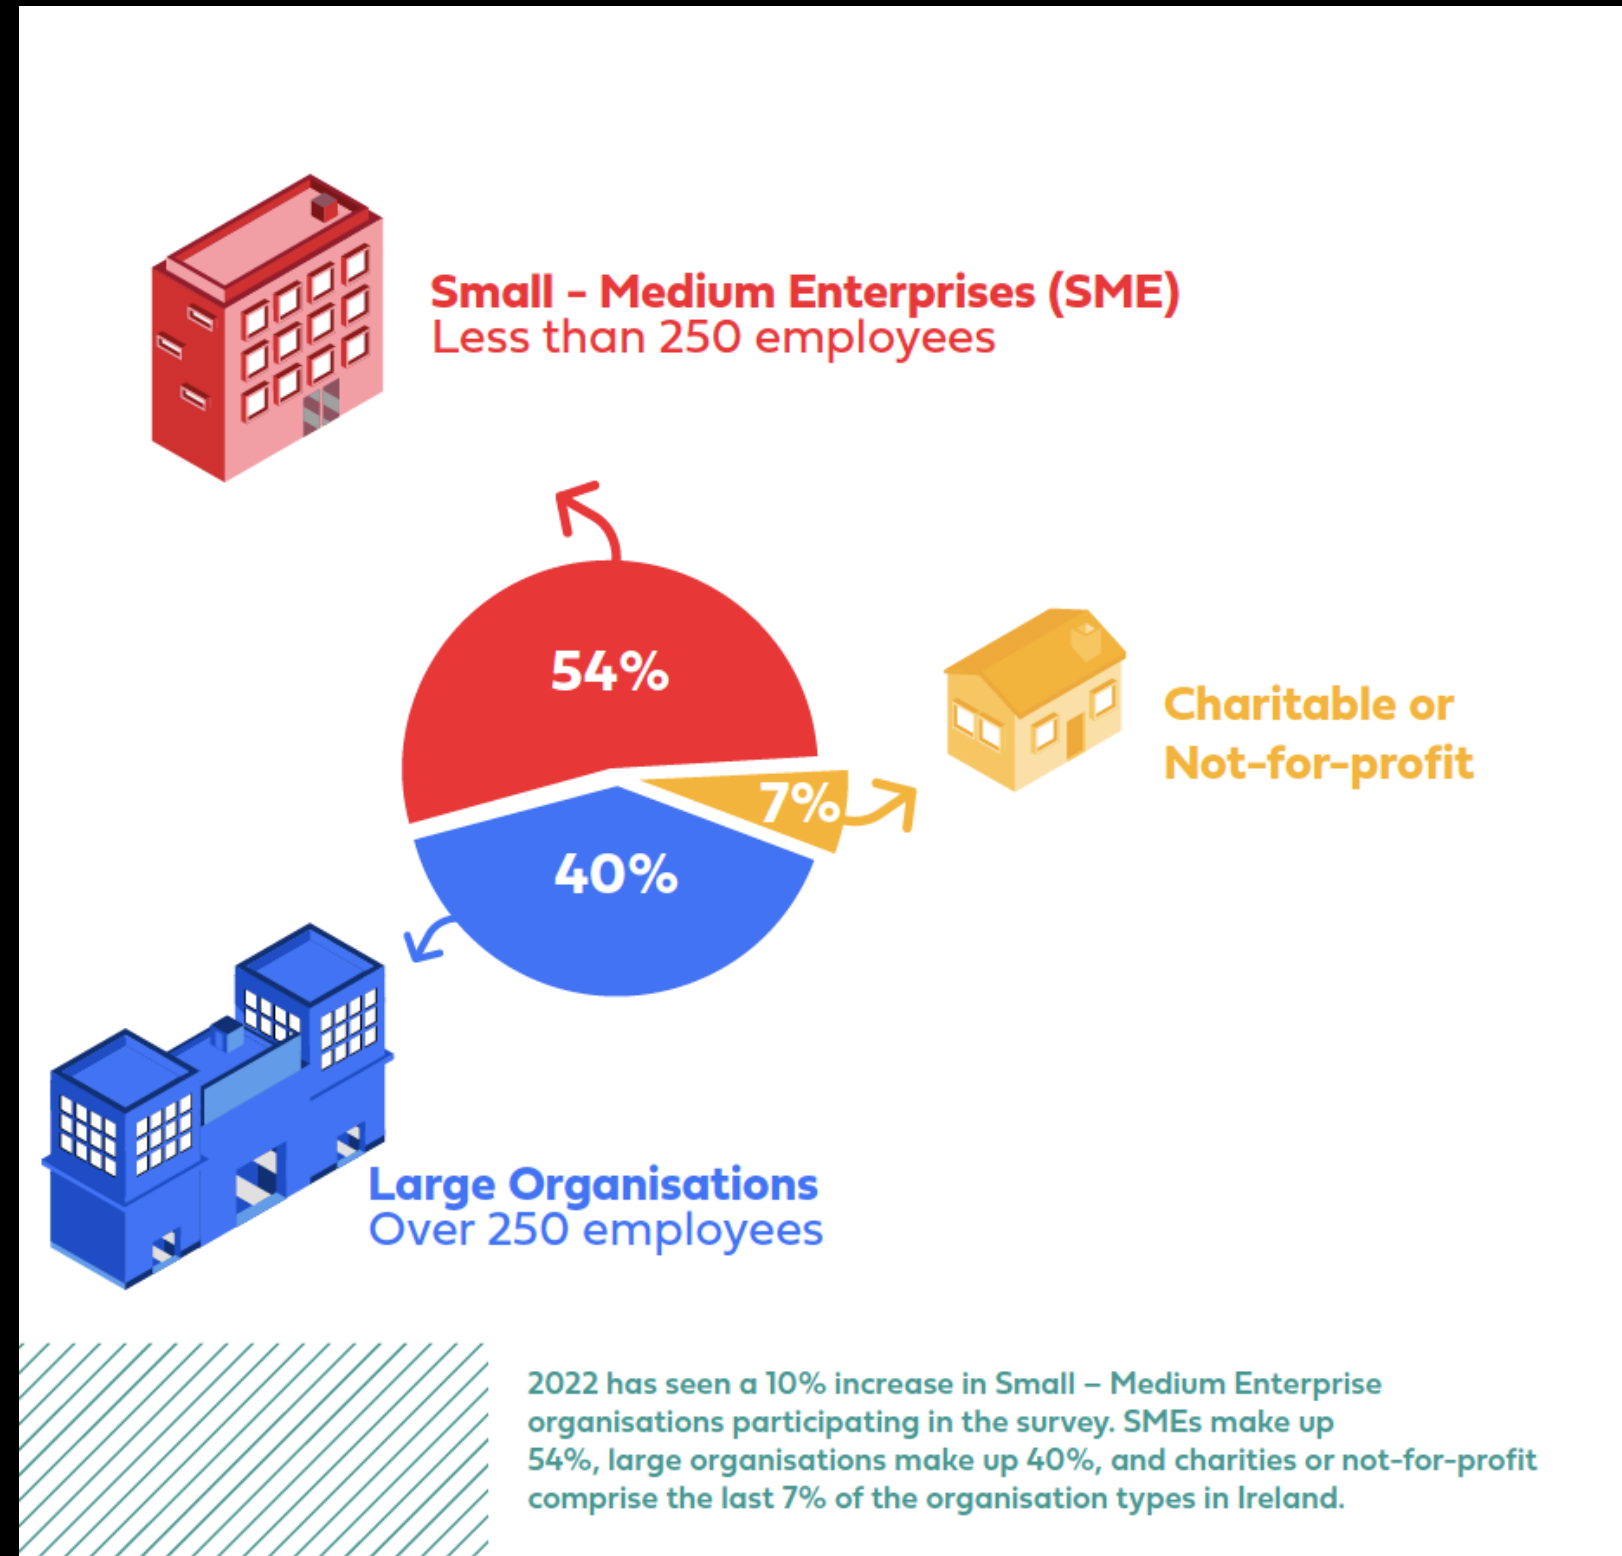 Small - Medium Enterprises (SME)
Less than 250 employees
54%
7%
Charitable or
Not-for-profit
40%
Large Organisations
Over 250 employees
2022 has seen a 10% increase in Small – Medium Enterprise
organisations participating in the survey. SMEs make up
54%, large organisations make up 40%, and charities or not-for-profit
comprise the last 7% of the organisation types in Ireland.